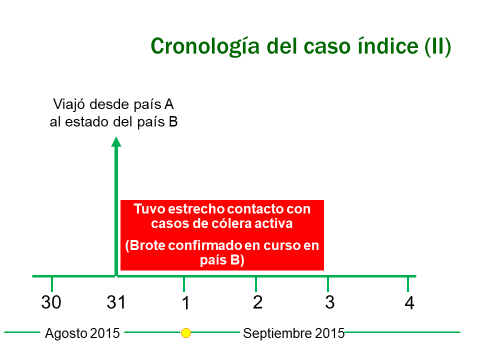 Cronología del caso índice (II)
Viajó desde país A
al estado del país B
Tuvo estrecho contacto con
casos de cólera activa
(Brote confirmado en curso en
país B)
30 31 1 2 3 4
Agosto 2015 Septiembre 2015